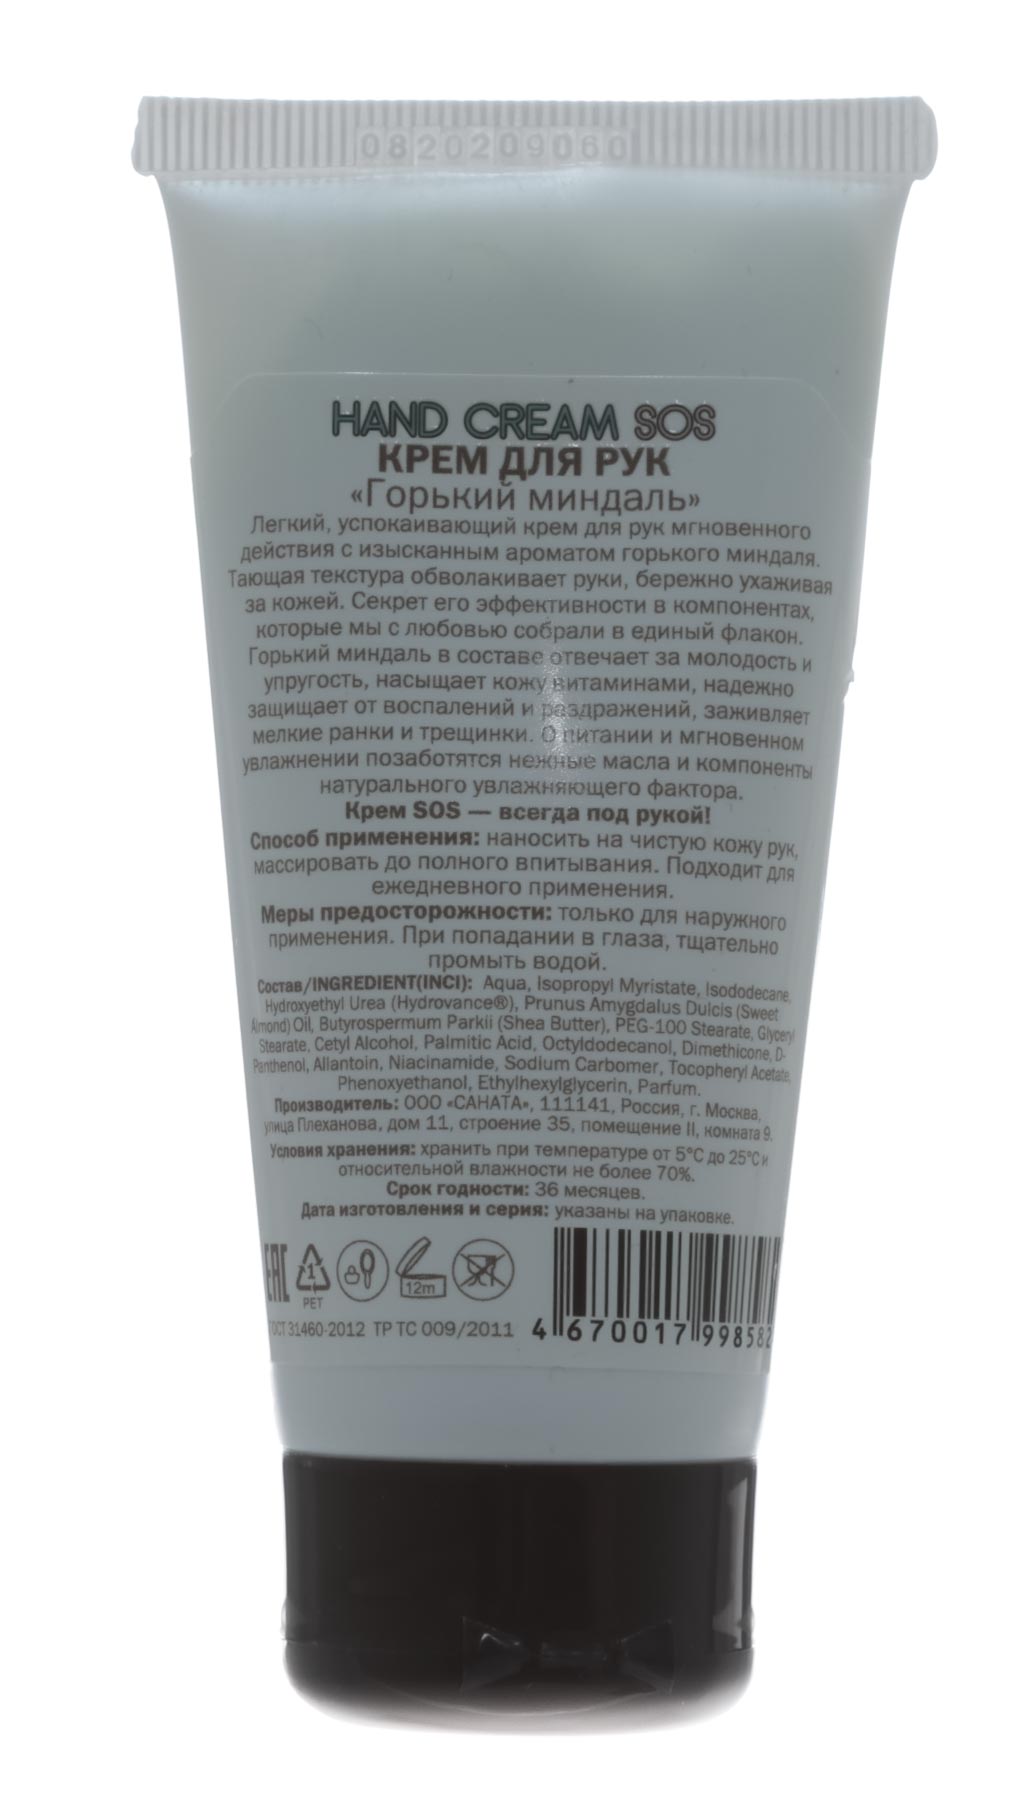 0820209060
HAND CREAM SOS
КРЕМ ДЛЯ РУК
«Горький миндаль»
Легкий, успокаивающий крем для рук мгновенного
действия с изысканным ароматом горького миндаля.
Тающая текстура обволакивает руки, бережно ухаживая
за кожей. Секрет его эффективности в компонентах,
которые мы с любовью собрали в единый флакон.
Горький миндаль в составе отвечает за молодость и
упругость, насыщает кожу витаминами, надежно
защищает от воспалений и раздражений, заживляет
мелкие ранки и трещинки. О питании и мгновенном
увлажнении позаботятся нежные масла и компоненты
натурального увлажняющего фактора.
Крем SOS — всегда под рукой!
Способ применения: наносить на чистую кожу рук,
массировать до полного впитывания. Подходит для
ежедневного применения.
Меры предосторожности: только для наружного
применения. При попадании в глаза, тщательно
промыть водой.
Состав/INGREDIENT(INCI): Aqua, Isopropyl Myristate, Isododecane,
Hydroxyethyl Urea (Hydrovance®), Prunus Amygdalus Dulcis (Sweet
Almond) Oil, Butyrospermum Parkii (Shea Butter), PEG-100 Stearate, Glyceryl
Stearate, Cetyl Alcohol, Palmitic Acid, Octyldodecanol, Dimethicone, D-
Panthenol, Allantoin, Niacinamide, Sodium Carbomer, Tocopheryl Acetate,
Phenoxyethanol, Ethylhexylglycerin, Parfum.
Производитель: ООО «САНАТА», 111141, Россия, г. Москва,
улица Плеханова, дом 11, строение 35, помещение II, комната 9.
Условия хранения: хранить при температуре от 5°С до 25°С и
относительной влажности не более 70%.
Срок годности: 36 месяцев.
Дата изготовления и серия: указаны на упаковке.
ЕАС 1 PET 12m
ГОСТ 31460-2012 ТР ТС 009/2011 4 670017 998582